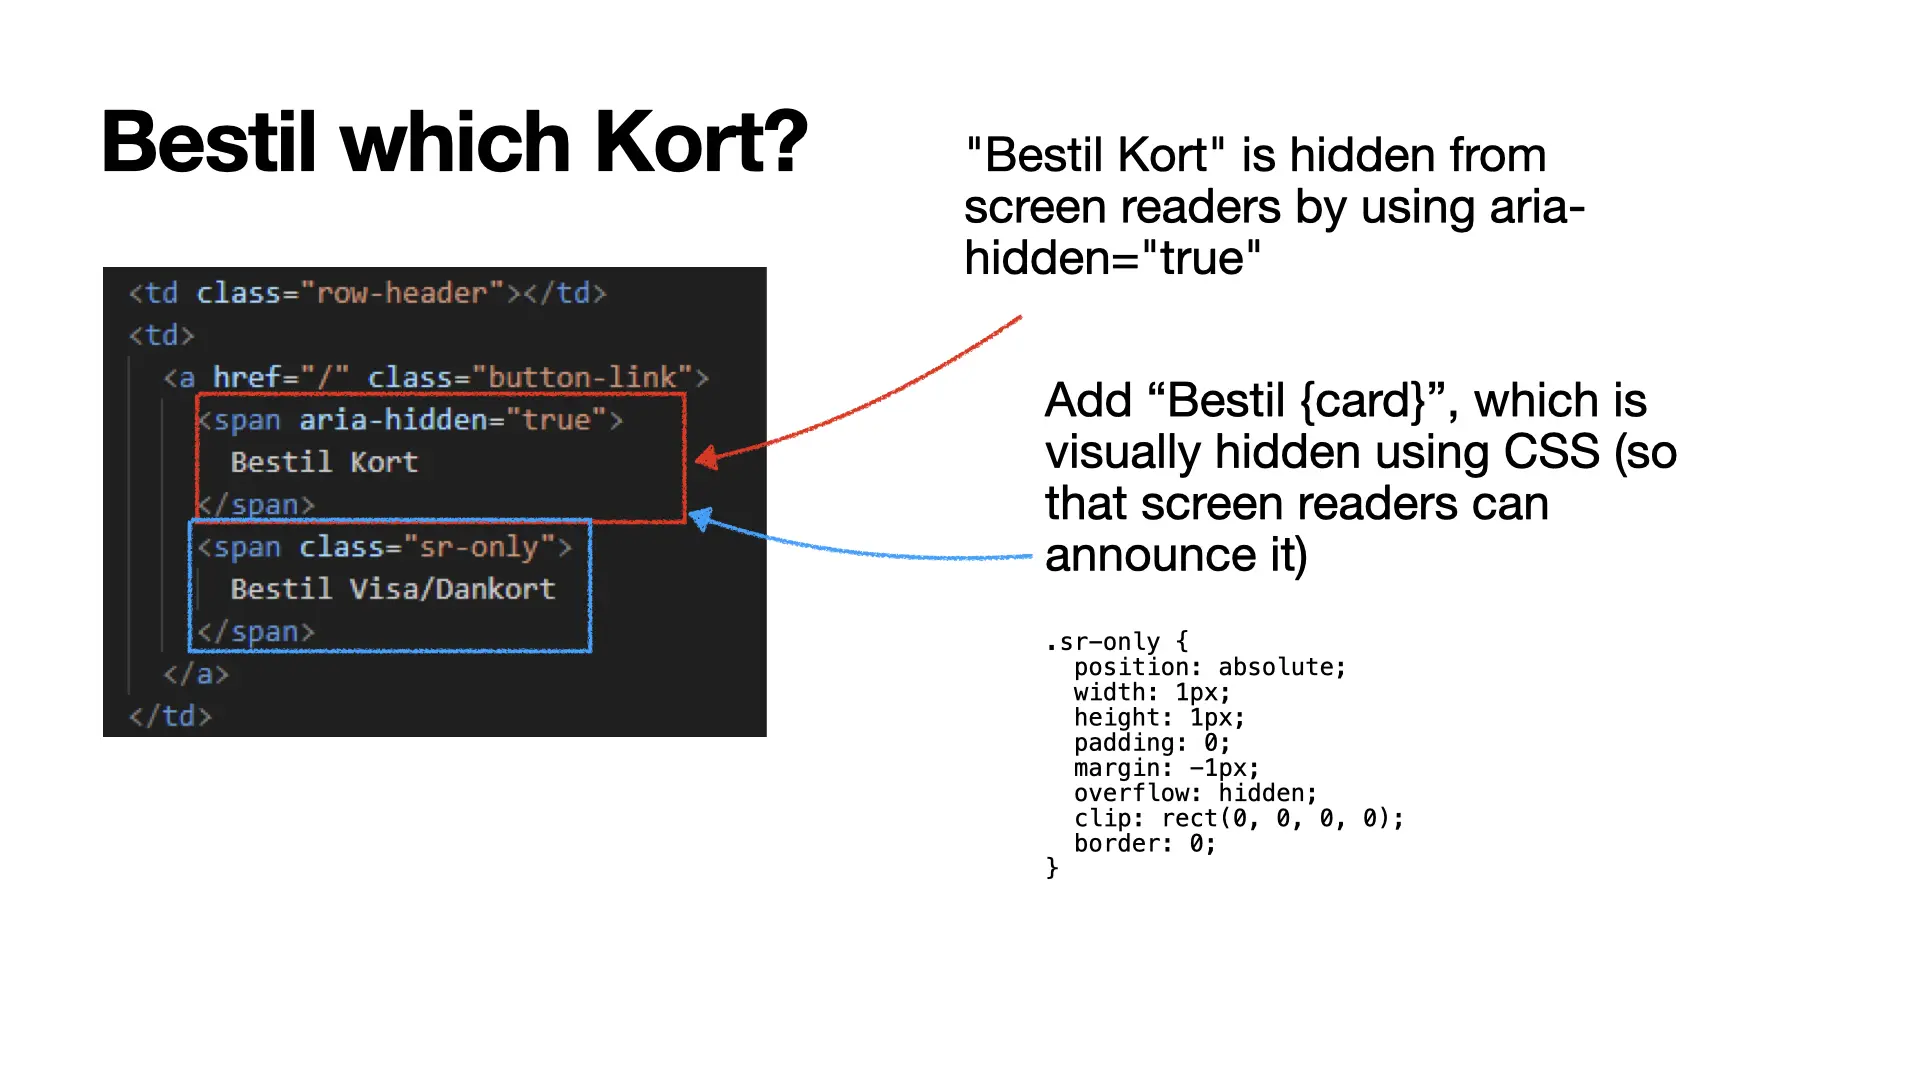 Bestil which Kort?
<td class="row-header"></td>
<td>
<a href="/" class="button-link">
<span aria-hidden="true">
Bestil Kort
</span>
<span class="sr-only">
Bestil Visa/Dankort
</span>
</a>
</td>
"Bestil Kort" is hidden from
screen readers by using aria-
hidden="true"
Add “Bestil {card}”, which is
visually hidden using CSS (so
that screen readers can
announce it)
.sr-only {
position: absolute;
width: 1px;
height: 1px;
padding: 0;
margin: -1px;
overflow: hidden;
clip: rect(0, 0, 0, 0);
border: 0;
}